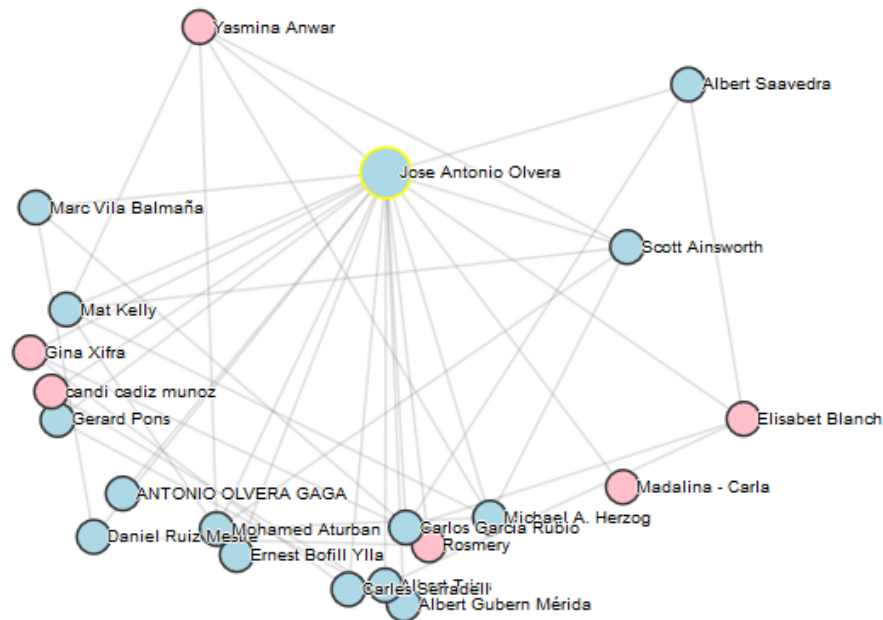 Yasmina Anwar
Albert Saavedra
Jose Antonio Olvera
Marc Vila Balmaña
Scott Ainsworth
Mat Kelly
Gina Xifra
candi cadiz munoz
Gerard Pons
Elisabet Blanch
Madalina - Carla
ANTONIO OLVERA GAGA
Michael A. Herzog
Carlos Garcia Rubio
Mohamed Aturban
Daniel Ruiz
Rosmery
Ernest Bofill Ylla
Albert
Carles Serradell
Albert Gubern Mérida